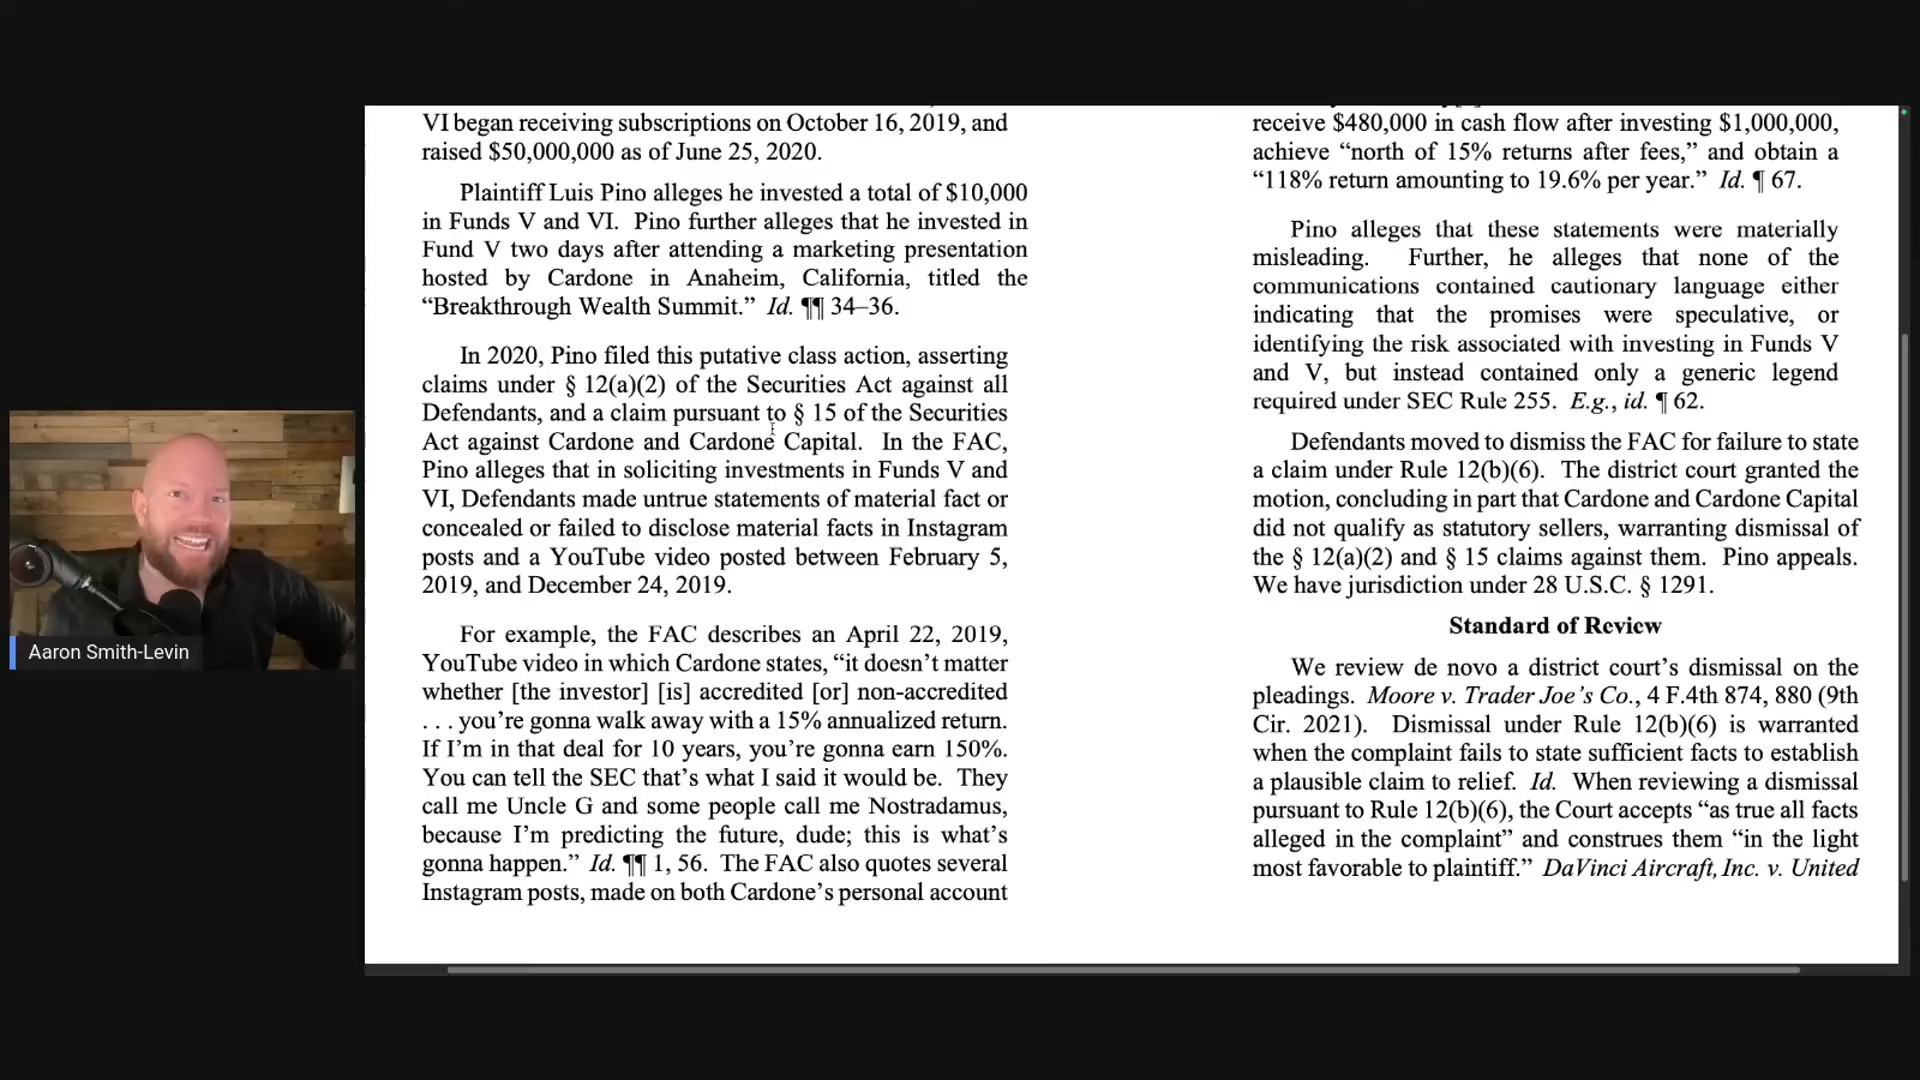 VI began receiving subscriptions on October 16, 2019, and
raised $50,000,000 as of June 25, 2020.
Plaintiff Luis Pino alleges he invested a total of $10,000
in Funds V and VI. Pino further alleges that he invested in
Fund V two days after attending a marketing presentation
hosted by Cardone in Anaheim, California, titled the
“Breakthrough Wealth Summit.” Id. ¶¶ 34–36.
In 2020, Pino filed this putative class action, asserting
claims under § 12(a)(2) of the Securities Act against all
Defendants, and a claim pursuant to § 15 of the Securities
Act against Cardone and Cardone Capital. In the FAC,
Pino alleges that in soliciting investments in Funds V and
VI, Defendants made untrue statements of material fact or
concealed or failed to disclose material facts in Instagram
posts and a YouTube video posted between February 5,
2019, and December 24, 2019.
For example, the FAC describes an April 22, 2019,
YouTube video in which Cardone states, “it doesn’t matter
whether [the investor] [is] accredited [or] non-accredited
. . . you’re gonna walk away with a 15% annualized return.
If I’m in that deal for 10 years, you’re gonna earn 150%.
You can tell the SEC that’s what I said it would be. They
call me Uncle G and some people call me Nostradamus,
because I’m predicting the future, dude; this is what’s
gonna happen.” Id. ¶¶ 1, 56. The FAC also quotes several
Instagram posts, made on both Cardone’s personal account
receive $480,000 in cash flow after investing $1,000,000,
achieve “north of 15% returns after fees,” and obtain a
“118% return amounting to 19.6% per year.” Id. ¶ 67.
Pino alleges that these statements were materially
misleading. Further, he alleges that none of the
communications contained cautionary language either
indicating that the promises were speculative, or
identifying the risk associated with investing in Funds V
and V, but instead contained only a generic legend
required under SEC Rule 255. E.g., id. ¶ 62.
Defendants moved to dismiss the FAC for failure to state
a claim under Rule 12(b)(6). The district court granted the
motion, concluding in part that Cardone and Cardone Capital
did not qualify as statutory sellers, warranting dismissal of
the § 12(a)(2) and § 15 claims against them. Pino appeals.
We have jurisdiction under 28 U.S.C. § 1291.
Standard of Review
We review de novo a district court’s dismissal on the
pleadings. Moore v. Trader Joe’s Co., 4 F.4th 874, 880 (9th
Cir. 2021). Dismissal under Rule 12(b)(6) is warranted
when the complaint fails to state sufficient facts to establish
a plausible claim to relief. Id. When reviewing a dismissal
pursuant to Rule 12(b)(6), the Court accepts “as true all facts
alleged in the complaint” and construes them “in the light
most favorable to plaintiff.” DaVinci Aircraft, Inc. v. United
Aaron Smith-Levin